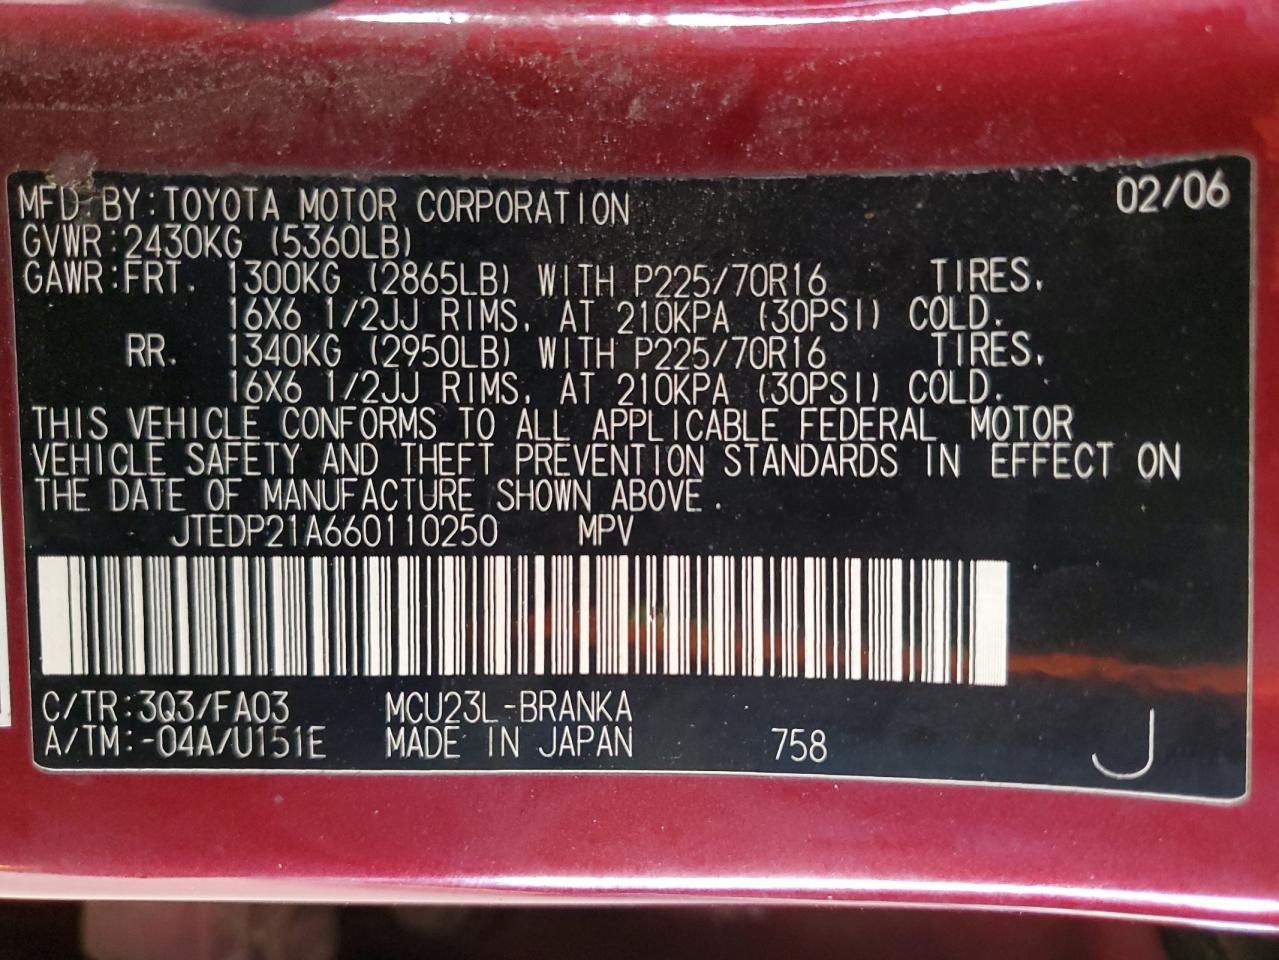 MFD BY: TOYOTA MOTOR CORPORATION 02/06
GVWR: 2430KG (5360LB)
GAWR: FRT. 1300KG (2865LB) WITH P225/70R16 TIRES.
16X6 1/2JJ RIMS, AT 210KPA (30PSI) COLD.
RR. 1340KG (2950LB) WITH P225/70R16 TIRES.
16X6 1/2JJ RIMS, AT 210KPA (30PSI) COLD.
THIS VEHICLE CONFORMS TO ALL APPLICABLE FEDERAL MOTOR
VEHICLE SAFETY AND THEFT PREVENTION STANDARDS IN EFFECT ON
THE DATE OF MANUFACTURE SHOWN ABOVE.
JTEDP21A660110250 MPV
C/TR: 3Q3/FA03 MCU23L-BRANKA
A/TM: -04A/U151E MADE IN JAPAN 758 J